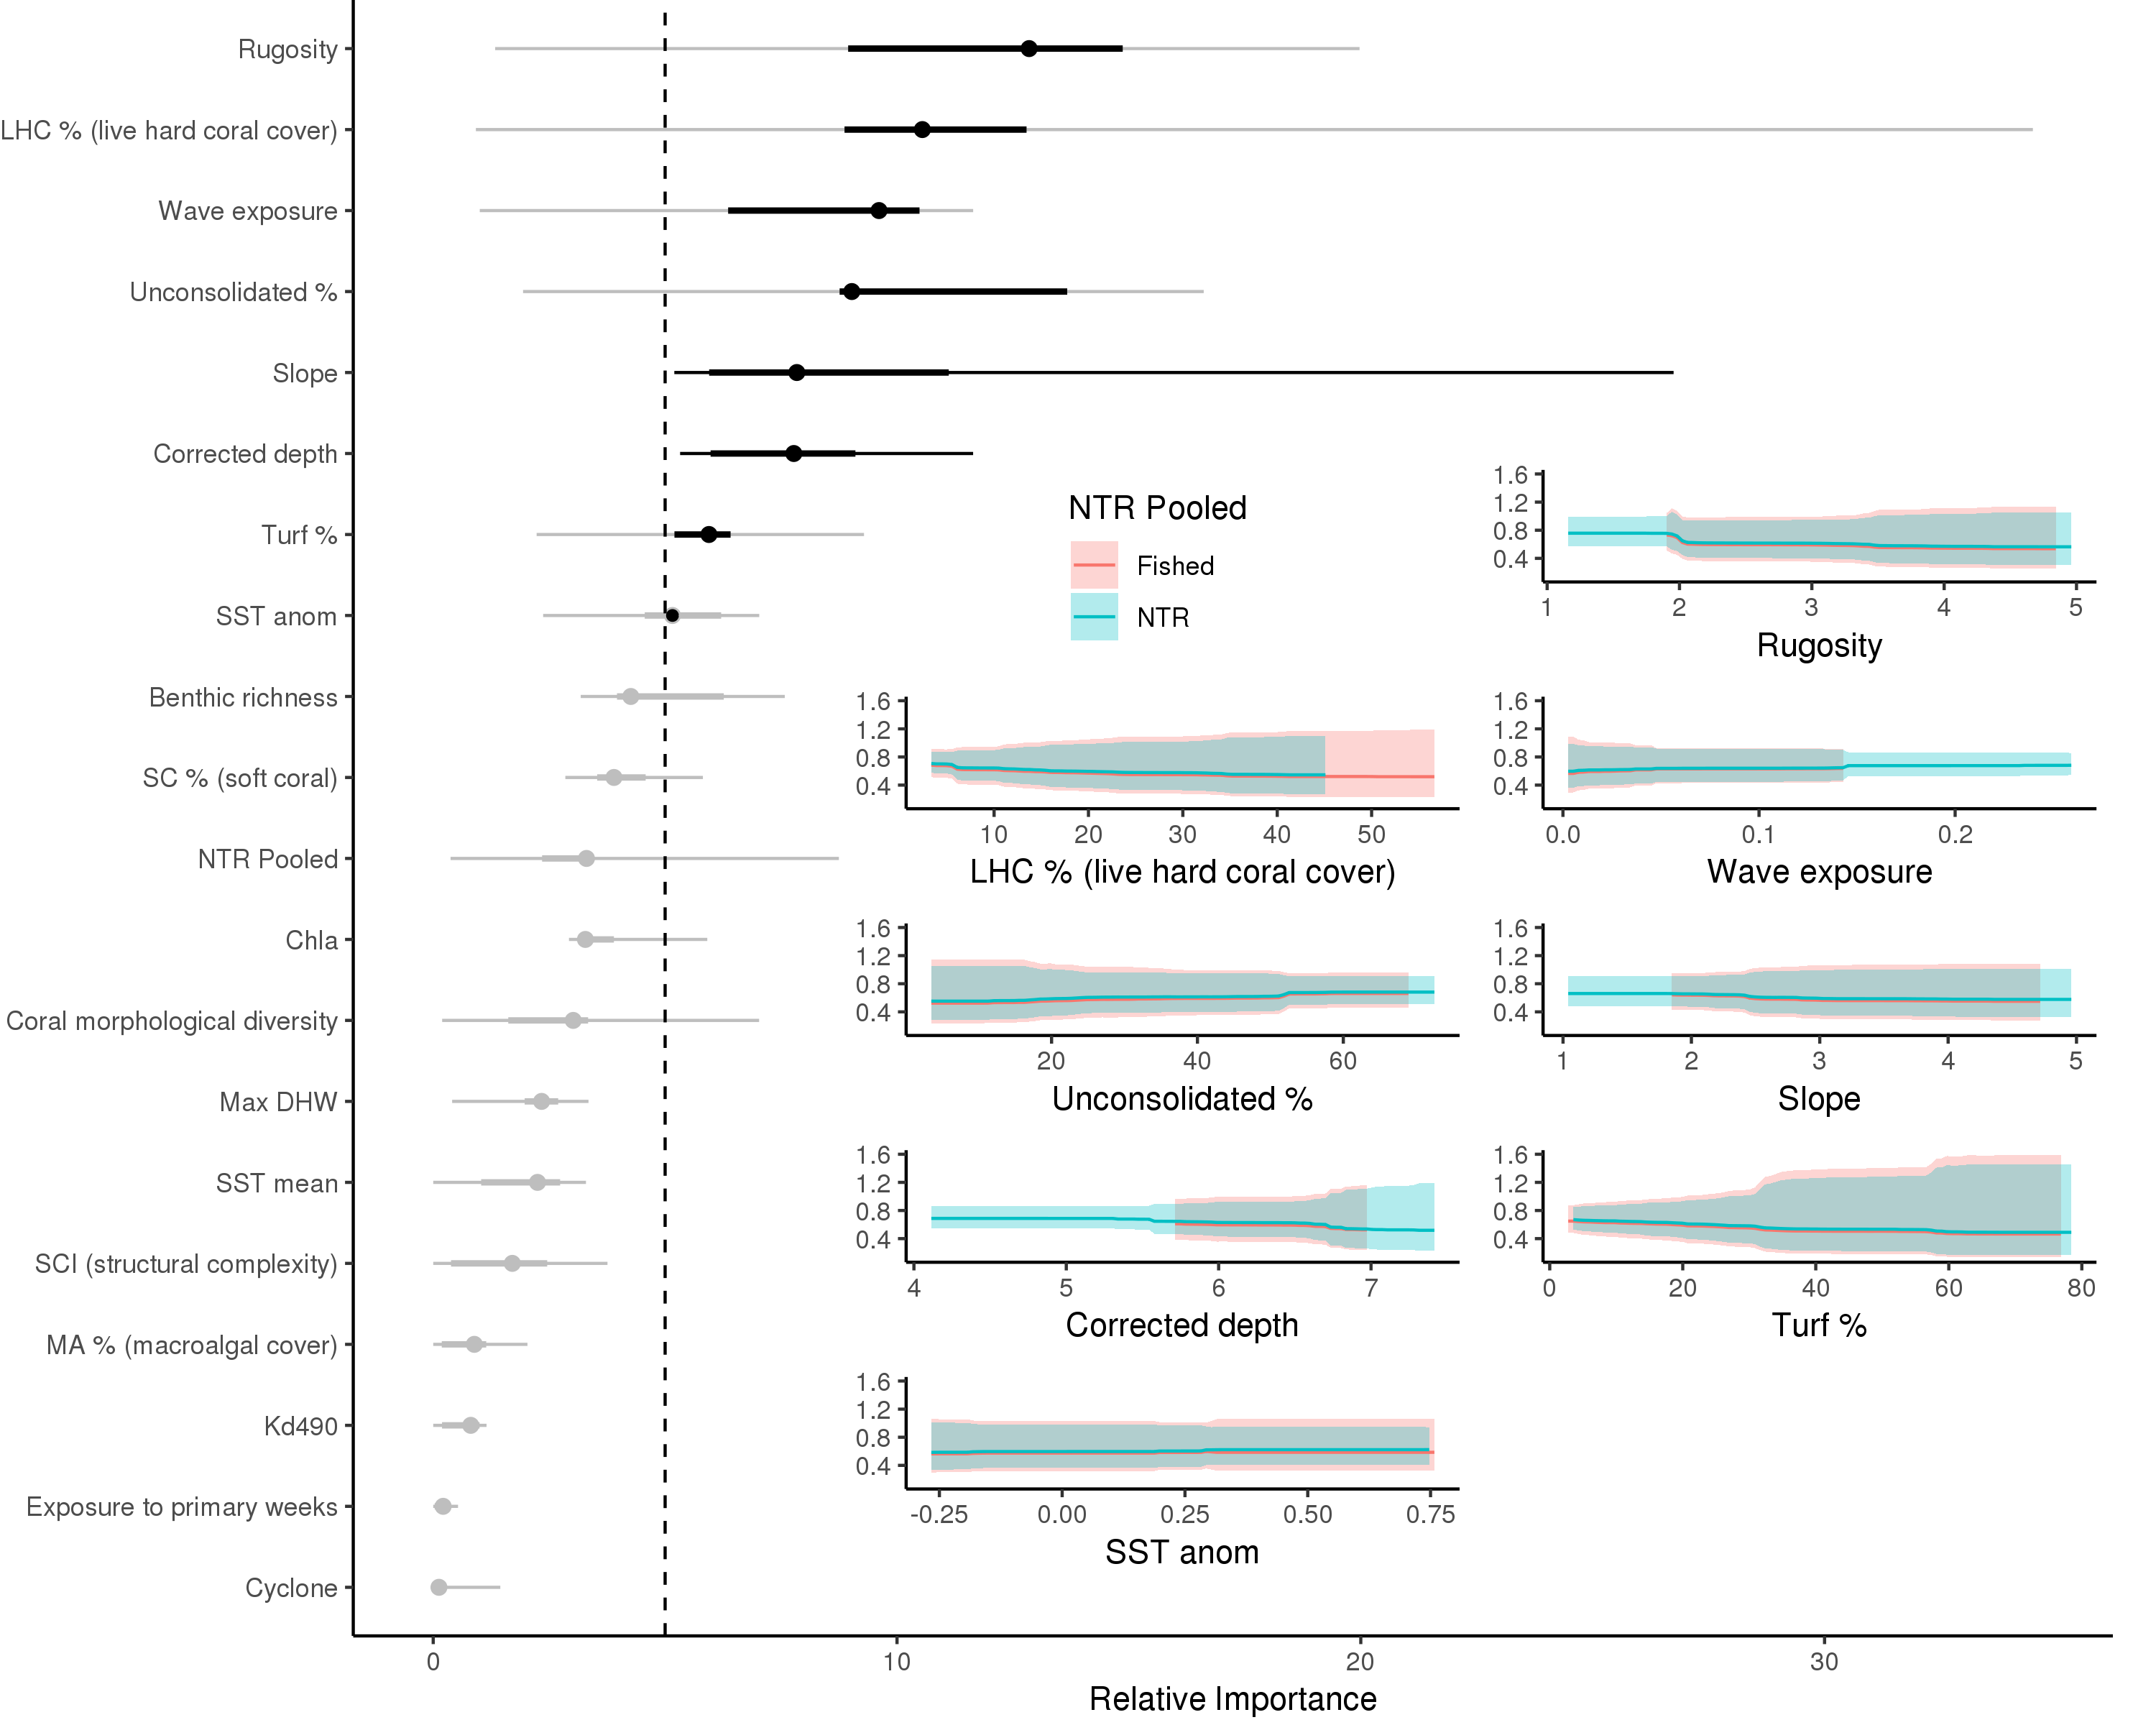 Rugosity
LHC % (live hard coral cover)
Wave exposure
Unconsolidated %
Slope
Corrected depth
Turf %
SST anom
Benthic richness
SC % (soft coral)
NTR Pooled
Chla
Coral morphological diversity
Max DHW
SST mean
SCI (structural complexity)
MA % (macroalgal cover)
Kd490
Exposure to primary weeks
Cyclone
0 10 20 30
Relative Importance
NTR Pooled
Fished
NTR
1.6
1.2
0.8
0.4
1 2 3 4 5
Rugosity
1.6
1.2
0.8
0.4
10 20 30 40 50
LHC % (live hard coral cover)
1.6
1.2
0.8
0.4
0.0 0.1 0.2
Wave exposure
1.6
1.2
0.8
0.4
20 40 60
Unconsolidated %
1.6
1.2
0.8
0.4
1 2 3 4 5
Slope
1.6
1.2
0.8
0.4
4 5 6 7
Corrected depth
1.6
1.2
0.8
0.4
0 20 40 60 80
Turf %
1.6
1.2
0.8
0.4
-0.25 0.00 0.25 0.50 0.75
SST anom